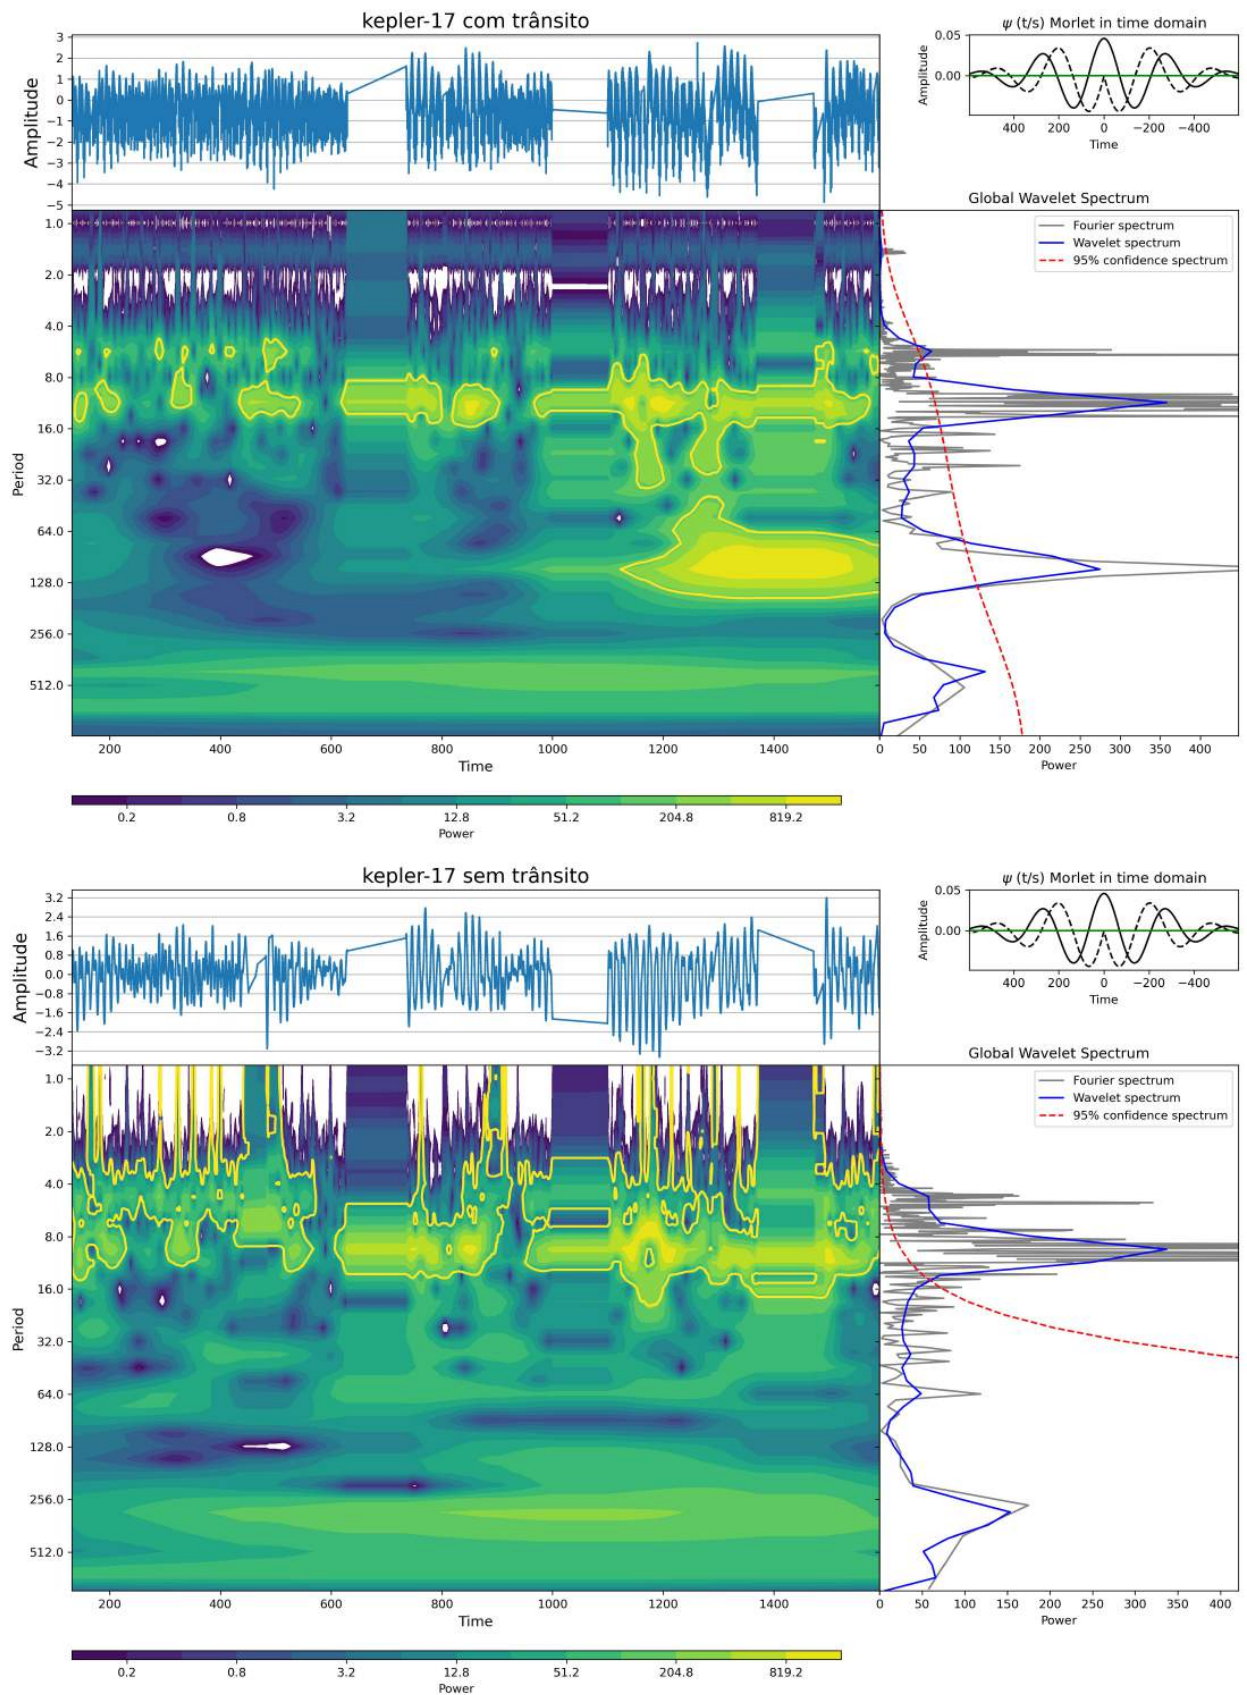 kepler-17 com trânsito
ψ (t/s) Morlet in time domain
Amplitude
3
2
1
0
−1
−2
−3
−4
−5
Amplitude
0.05
0.00
400 200 0 −200 −400
Time
Global Wavelet Spectrum
Fourier spectrum
Wavelet spectrum
95% confidence spectrum
Period
1.0
2.0
4.0
8.0
16.0
32.0
64.0
128.0
256.0
512.0
200 400 600 800 1000 1200 1400
Time
0 50 100 150 200 250 300 350 400
Power
0.2 0.8 3.2 12.8 51.2 204.8 819.2
Power
kepler-17 sem trânsito
ψ (t/s) Morlet in time domain
Amplitude
3.2
2.4
1.6
0.8
0.0
−0.8
−1.6
−2.4
−3.2
Amplitude
0.05
0.00
400 200 0 −200 −400
Time
Global Wavelet Spectrum
Fourier spectrum
Wavelet spectrum
95% confidence spectrum
Period
1.0
2.0
4.0
8.0
16.0
32.0
64.0
128.0
256.0
512.0
200 400 600 800 1000 1200 1400
Time
0 50 100 150 200 250 300 350 400
Power
0.2 0.8 3.2 12.8 51.2 204.8 819.2
Power